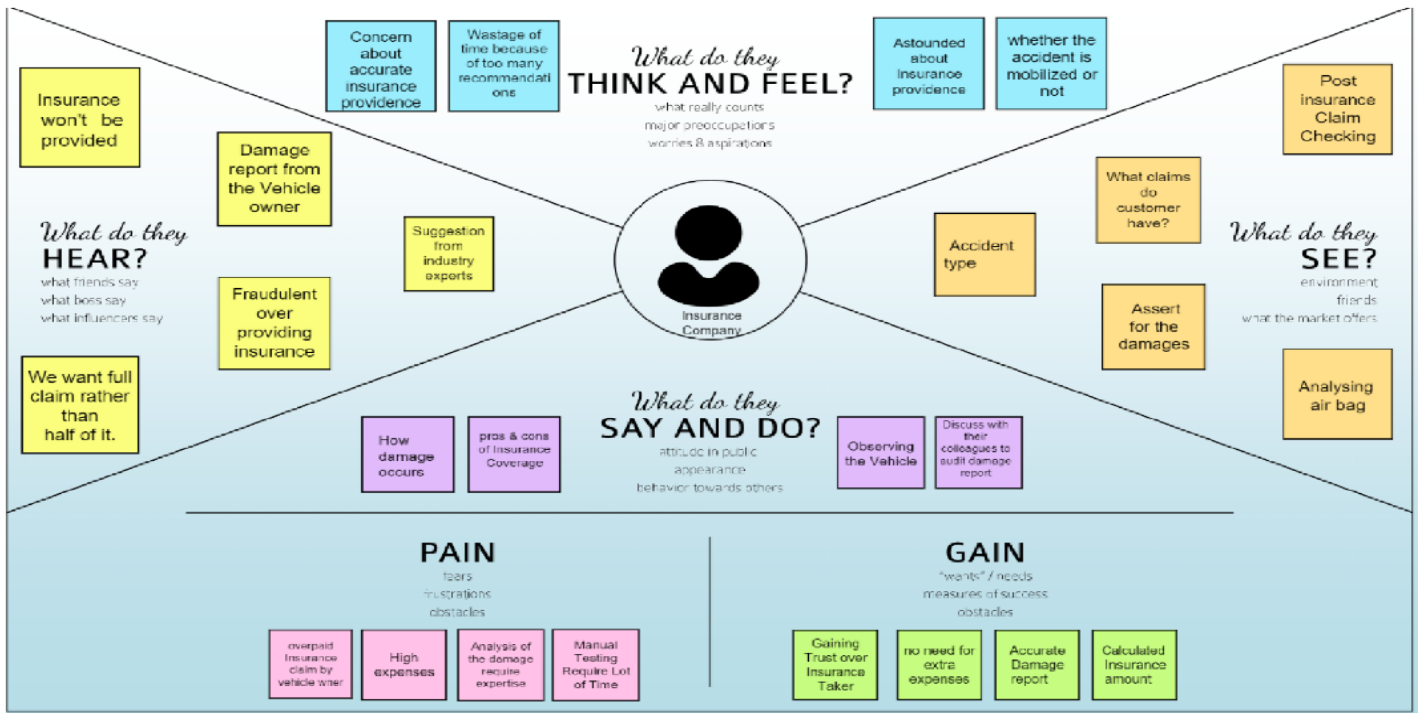 Concern
about
accurate
insurance
providence
Wastage of
time because
of too many
recommendati
ons
What do they
THINK AND FEEL?
what really counts
major preoccupations
worries & aspirations
Astounded
about
Insurance
providence
whether the
accident is
mobilized or
not
Insurance
won't be
provided
Damage
report from
the Vehicle
owner
Suggestion
from
industry
experts
What do they
HEAR?
what friends say
what boss say
what influencers say
Fraudulent
over
providing
insurance
We want full
claim rather
than
half of it.
Insurance
Company
Post
insurance
Claim
Checking
What claims
do
customer
have?
Accident
type
What do they
SEE?
environment
friends
what the market offers
Assert
for the
damages
Analysing
air bag
What do they
SAY AND DO?
attitude in public
appearance
behavior towards others
How
damage
occurs
pros & cons
of Insurance
Coverage
Observing
the Vehicle
Discuss with
their
colleagues to
audit damage
report
PAIN
fears
frustrations
obstacles
overpaid
Insurance
claim by
vehicle wner
High
expenses
Analysis of
the damage
require
expertise
Manual
Testing
Require Lot
of Time
GAIN
"wants" / needs
measures of success
obstacles
Gaining
Trust over
Insurance
Taker
no need for
extra
expenses
Accurate
Damage
report
Calculated
Insurance
amount